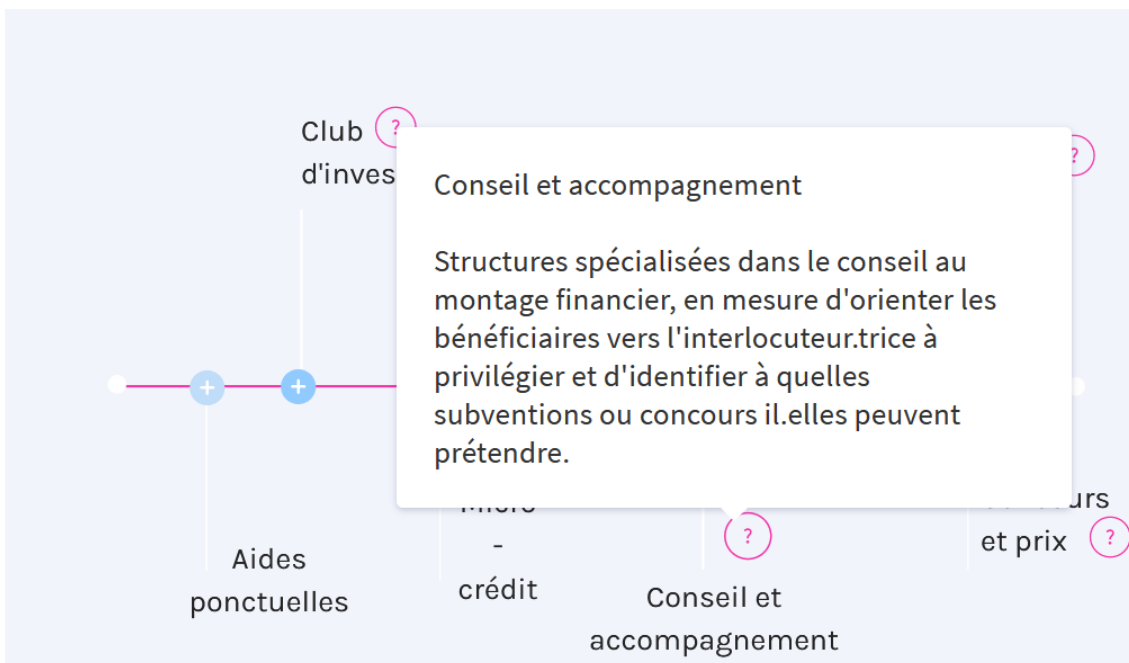 Club ?
d'inves
?
Conseil et accompagnement
Structures spécialisées dans le conseil au
montage financier, en mesure d'orienter les
bénéficiaires vers l'interlocuteur.trice à
privilégier et d'identifier à quelles
subventions ou concours il.elles peuvent
prétendre.
+ +
Aides
ponctuelles
-
crédit
?
Conseil et
accompagnement
urs
et prix ?